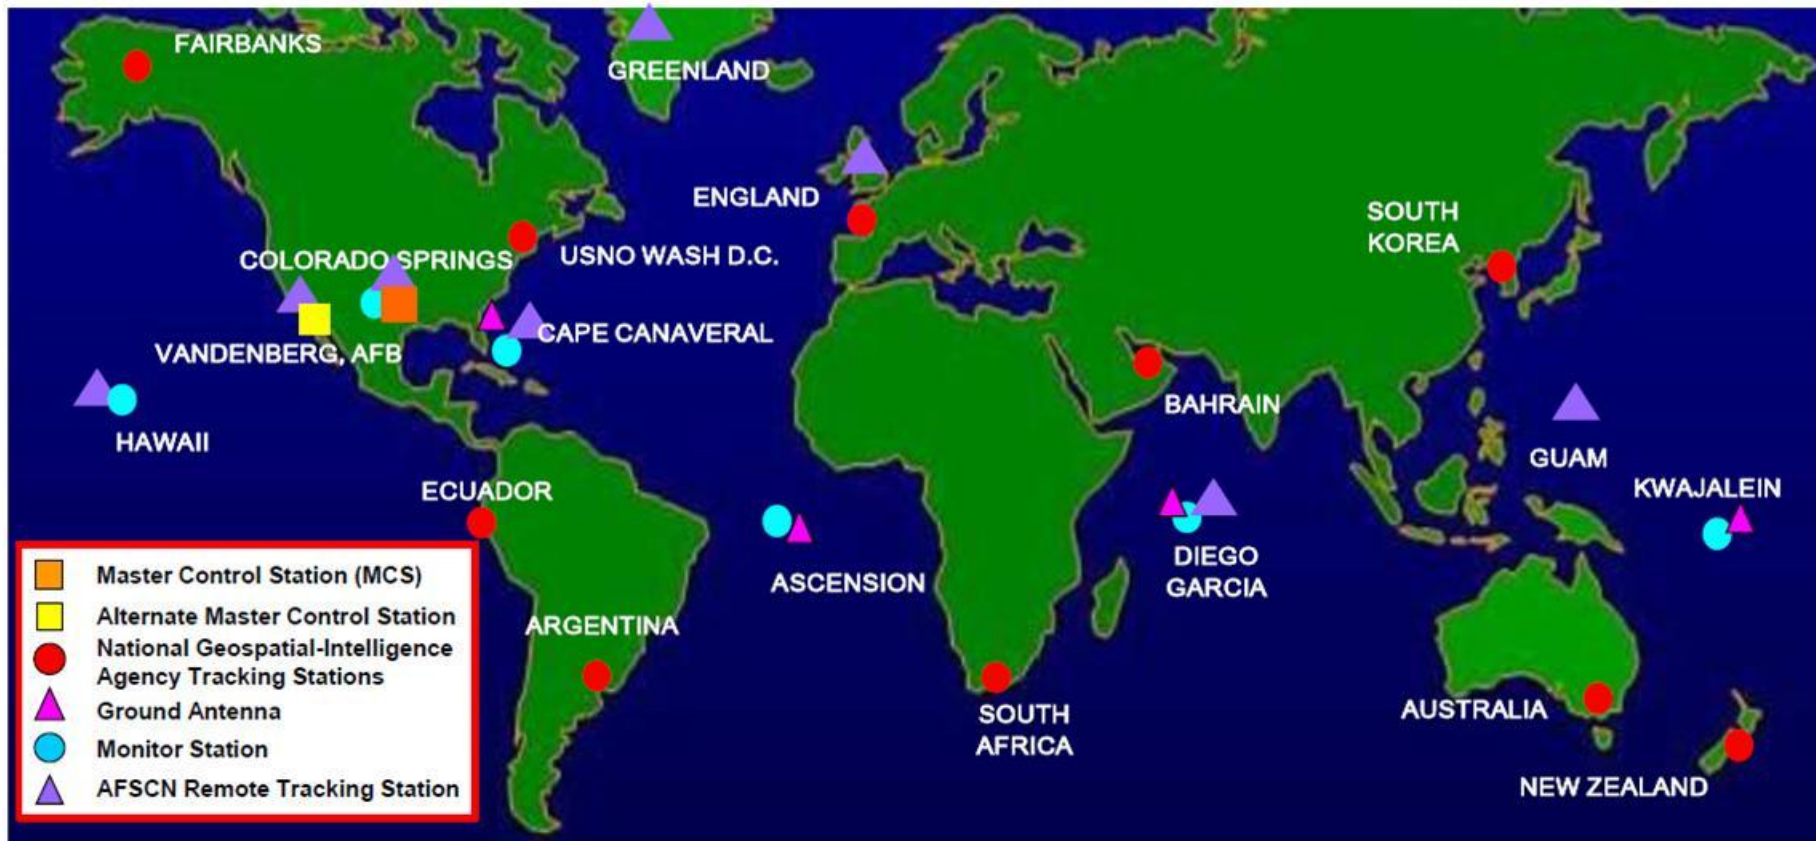 FAIRBANKS
GREENLAND
ENGLAND
SOUTH
KOREA
COLORADO SPRINGS
USNO WASH D.C.
CAPE CANAVERAL
VANDENBERG, AFB
BAHRAIN
HAWAII
GUAM
ECUADOR
KWAJALEIN
ASCENSION
DIEGO
GARCIA
ARGENTINA
SOUTH
AFRICA
AUSTRALIA
NEW ZEALAND
Master Control Station (MCS)
Alternate Master Control Station
National Geospatial-Intelligence
Agency Tracking Stations
Ground Antenna
Monitor Station
AFSCN Remote Tracking Station